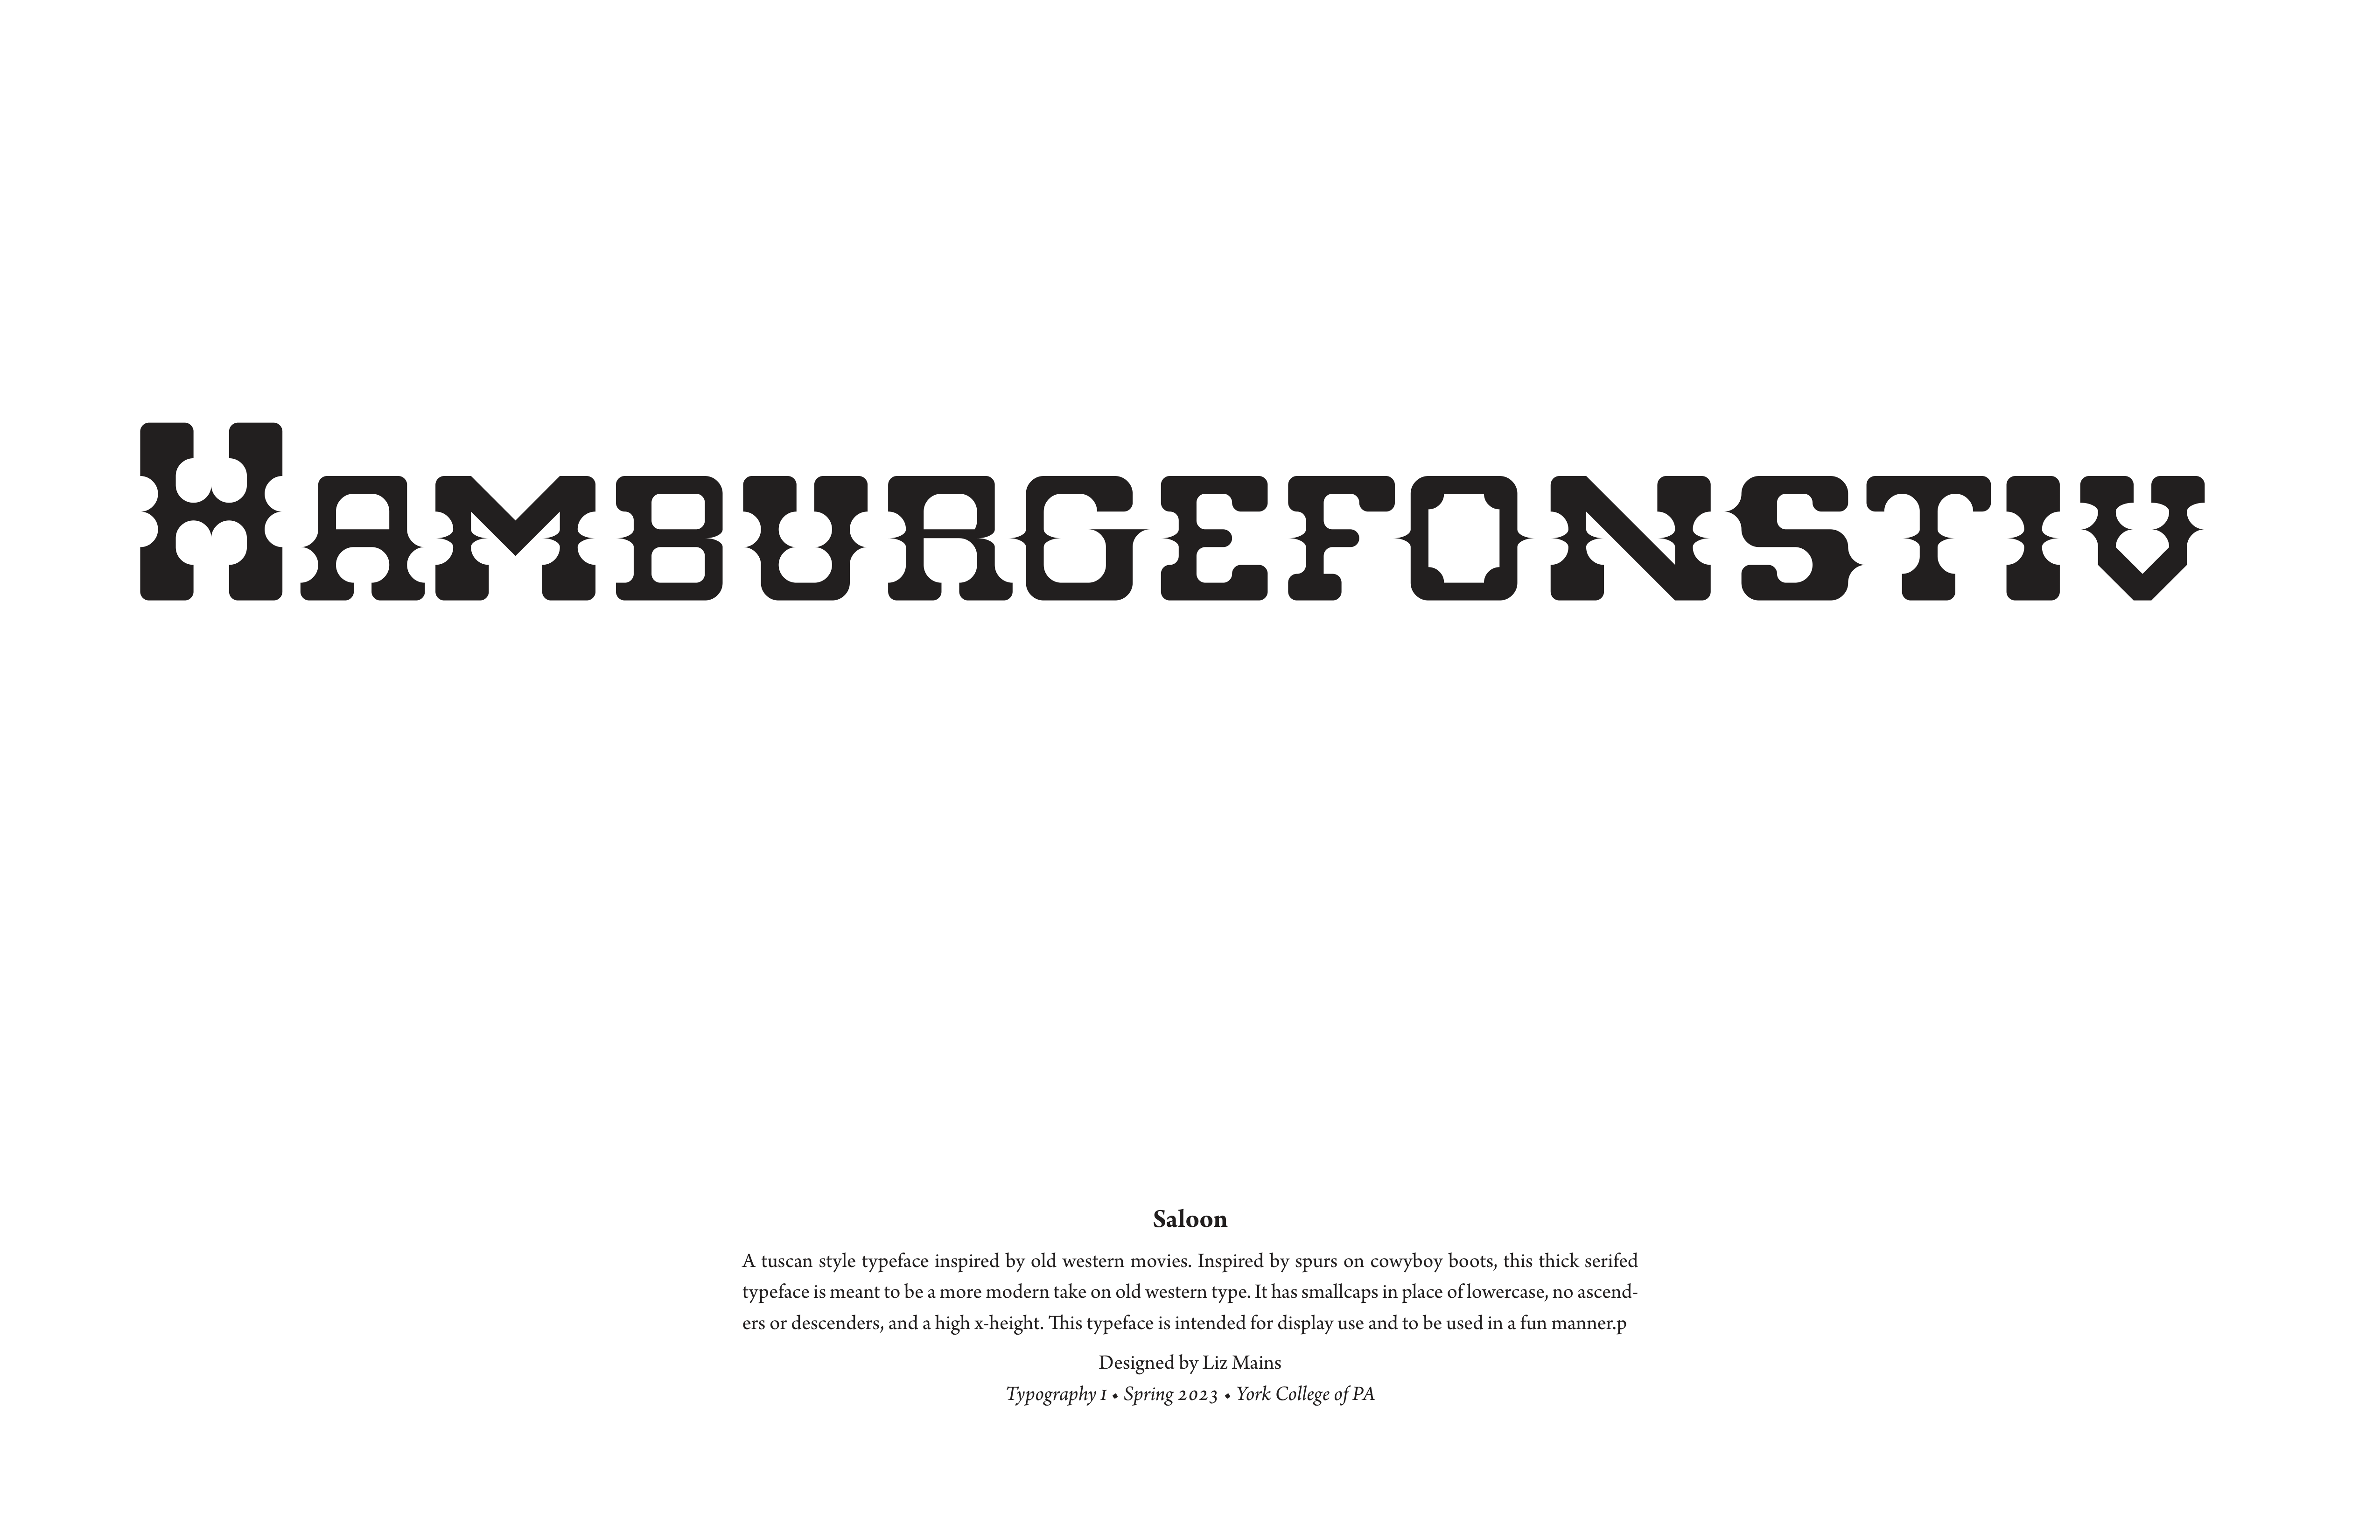 HAMBURGEFONSTIV
Saloon
A tuscan style typeface inspired by old western movies. Inspired by spurs on cowyboy boots, this thick serifed
typeface is meant to be a more modern take on old western type. It has smallcaps in place of lowercase, no ascend-
ers or descenders, and a high x-height. This typeface is intended for display use and to be used in a fun manner.p
Designed by Liz Mains
Typography 1 • Spring 2023 • York College of PA